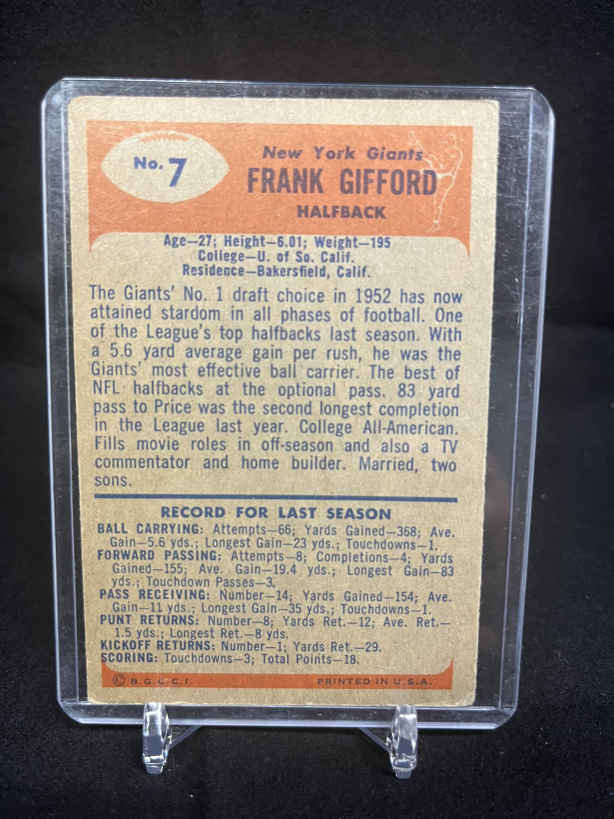 No. 7
New York Giants
FRANK GIFFORD
HALFBACK
Age—27; Height—6.01; Weight—195
College—U. of So. Calif.
Residence—Bakersfield, Calif.
The Giants' No. 1 draft choice in 1952 has now
attained stardom in all phases of football. One
of the League's top halfbacks last season. With
a 5.6 yard average gain per rush, he was the
Giants' most effective ball carrier. The best of
NFL halfbacks at the optional pass. 83 yard
pass to Price was the second longest completion
in the League last year. College All-American.
Fills movie roles in off-season and also a TV
commentator and home builder. Married, two
sons.
RECORD FOR LAST SEASON
BALL CARRYING: Attempts—66; Yards Gained—368; Ave.
Gain—5.6 yds.; Longest Gain—23 yds.; Touchdowns—1.
FORWARD PASSING: Attempts—8; Completions—4; Yards
Gained—155; Ave. Gain—19.4 yds.; Longest Gain—83
yds.; Touchdown Passes—3.
PASS RECEIVING: Number—14; Yards Gained—154; Ave.
Gain—11 yds.; Longest Gain—35 yds.; Touchdowns—1.
PUNT RETURNS: Number—8; Yards Ret.—12; Ave. Ret.—
1.5 yds.; Longest Ret.—8 yds.
KICKOFF RETURNS: Number—1; Yards Ret.—29.
SCORING: Touchdowns—3; Total Points—18.
© B.G.C.I. PRINTED IN U.S.A.